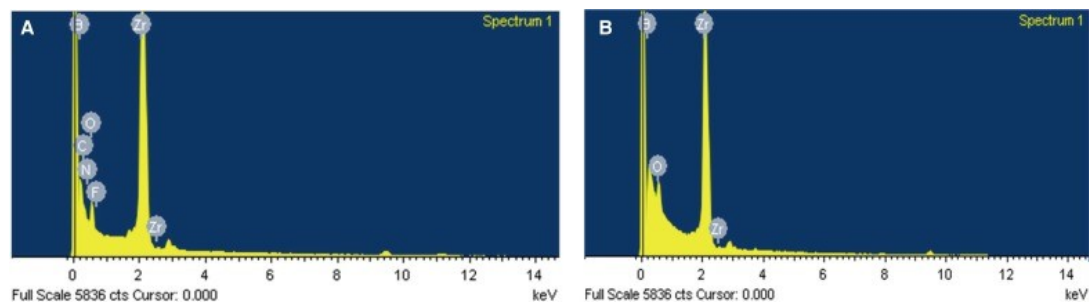 A
Spectrum 1
B
Zr
O
C
N
F
Zr
0 2 4 6 8 10 12 14
Full Scale 5836 cts Cursor: 0.000
keV
B
Spectrum 1
B
Zr
O
Zr
0 2 4 6 8 10 12 14
Full Scale 5836 cts Cursor: 0.000
keV